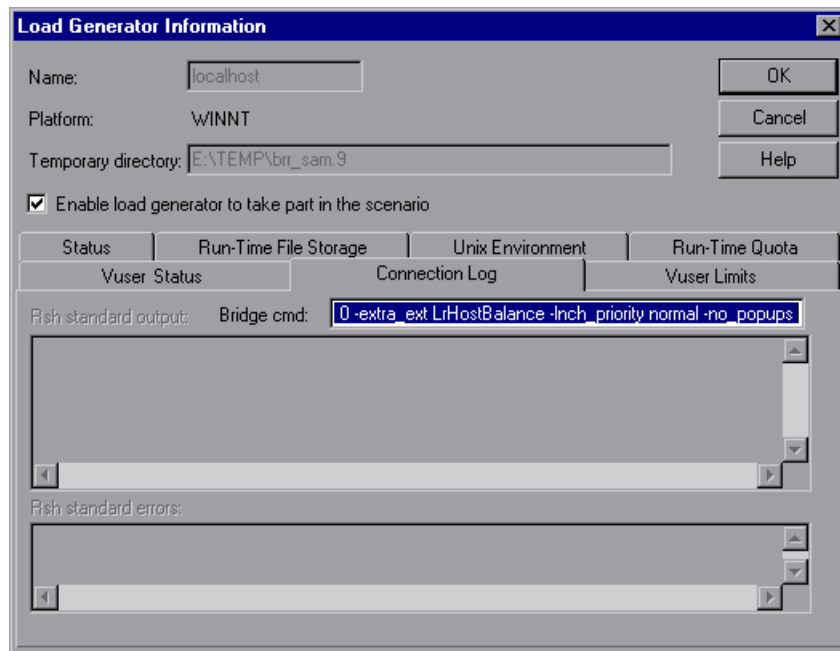 Load Generator Information
Name: localhost OK
Platform: WINNT Cancel
Temporary directory: E:\TEMP\brr_sam.9 Help
Enable load generator to take part in the scenario
Status Run-Time File Storage Unix Environment Run-Time Quota
Vuser Status Connection Log Vuser Limits
Rsh standard output: Bridge cmd: 0 -extra_ext LrHostBalance -lnch_priority normal -no_popups
Rsh standard errors: